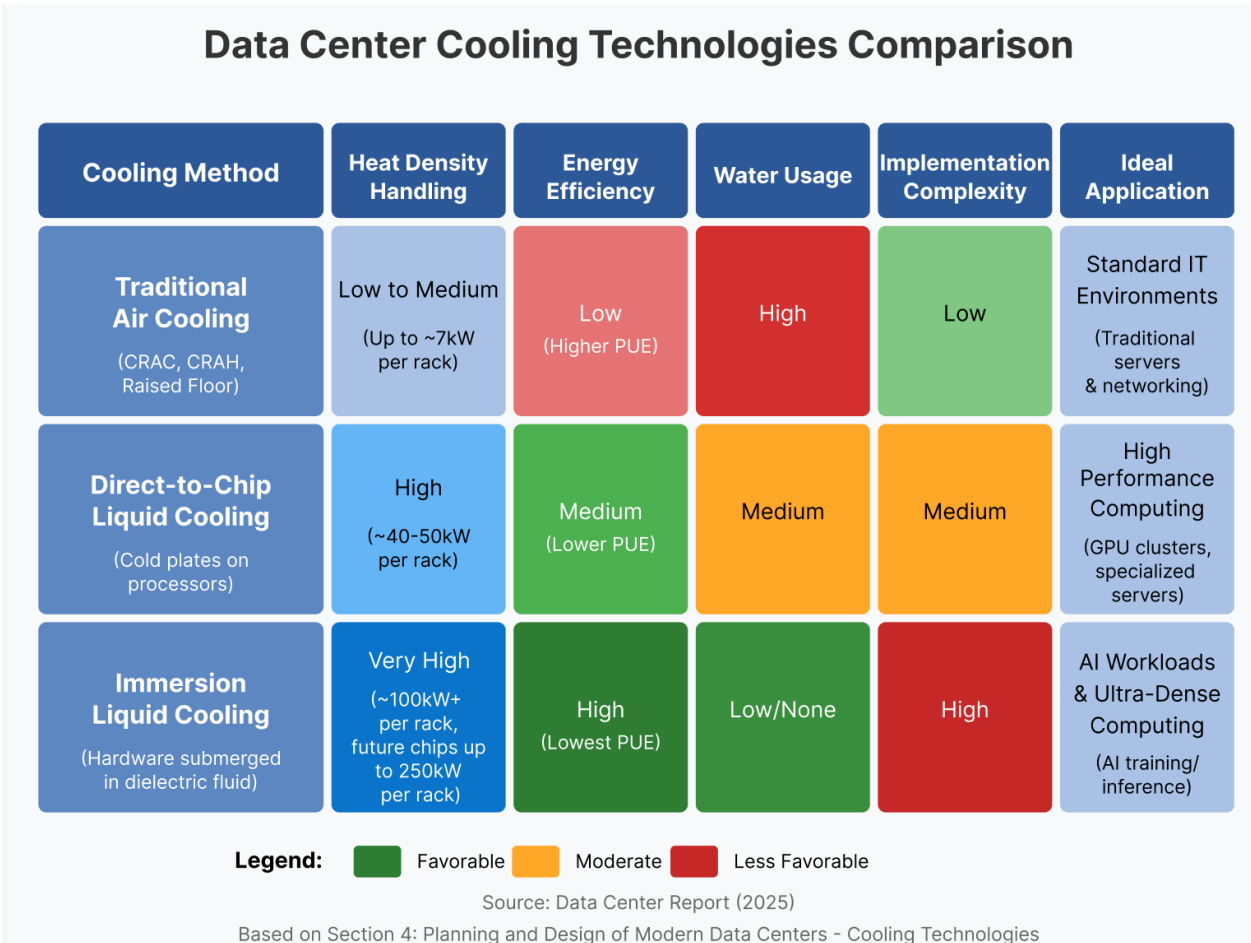 Data Center Cooling Technologies Comparison
Cooling Method
Heat Density
Handling
Energy
Efficiency
Water Usage
Implementation
Complexity
Ideal
Application
Traditional
Air Cooling
(CRAC, CRAH,
Raised Floor)
Low to Medium
(Up to ~7kW
per rack)
Low
(Higher PUE)
High
Low
Standard IT
Environments
(Traditional
servers
& networking)
Direct-to-Chip
Liquid Cooling
(Cold plates on
processors)
High
(~40-50kW
per rack)
Medium
(Lower PUE)
Medium
Medium
High
Performance
Computing
(GPU clusters,
specialized
servers)
Immersion
Liquid Cooling
(Hardware submerged
in dielectric fluid)
Very High
(~100kW+
per rack,
future chips up
to 250kW
per rack)
High
(Lowest PUE)
Low/None
High
AI Workloads
& Ultra-Dense
Computing
(AI training/
inference)
Legend:
Favorable
Moderate
Less Favorable
Source: Data Center Report (2025)
Based on Section 4: Planning and Design of Modern Data Centers - Cooling Technologies